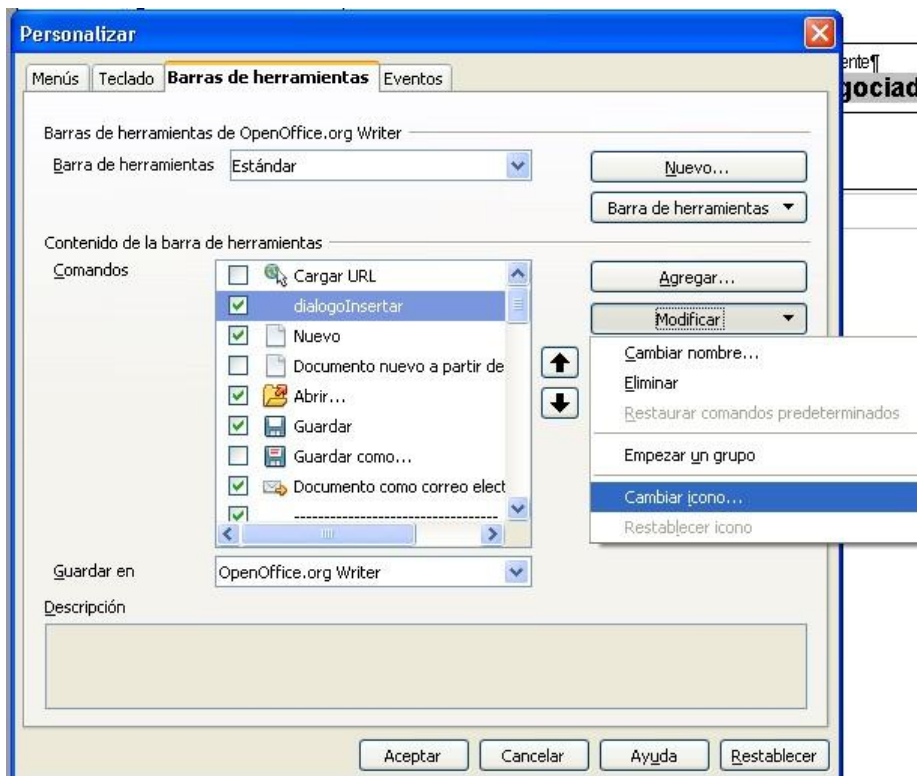 Personalizar
ente¶
gociad
Menús Teclado Barras de herramientas Eventos
Barras de herramientas de OpenOffice.org Writer
Barra de herramientas Estándar Nuevo...
Barra de herramientas
Contenido de la barra de herramientas
Comandos Cargar URL Agregar...
dialogoInsertar Modificar
Nuevo
Documento nuevo a partir de
Abrir...
Guardar
Guardar como...
Documento como correo elect
--------------------------------
Cambiar nombre...
Eliminar
Restaurar comandos predeterminados
Empezar un grupo
Cambiar icono...
Restablecer icono
Guardar en OpenOffice.org Writer
Descripción
Aceptar Cancelar Ayuda Restablecer